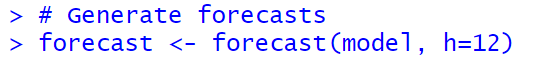 > # Generate forecasts
> forecast <- forecast(model, h=12)